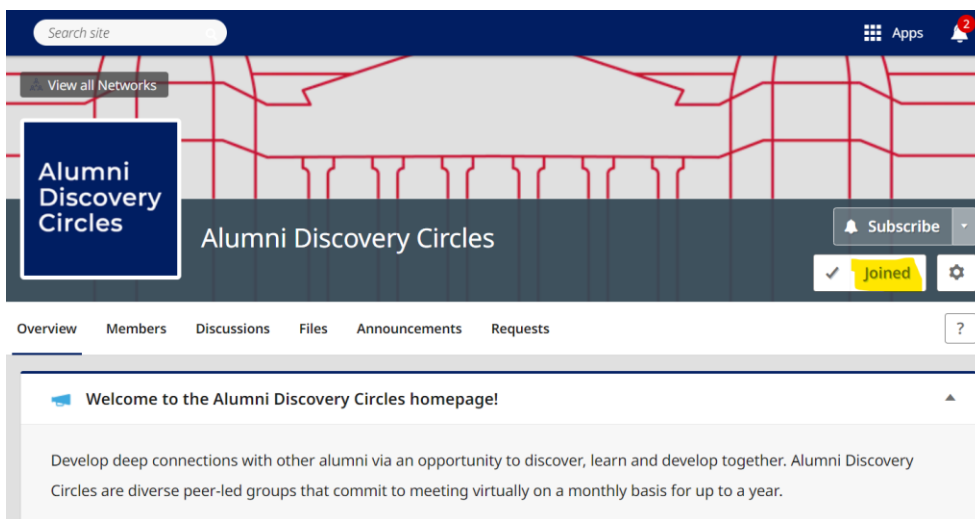 Search site
Apps
2
View all Networks
Alumni
Discovery
Circles
Alumni Discovery Circles
Subscribe
Joined
Overview Members Discussions Files Announcements Requests ?
Welcome to the Alumni Discovery Circles homepage!
Develop deep connections with other alumni via an opportunity to discover, learn and develop together. Alumni Discovery
Circles are diverse peer-led groups that commit to meeting virtually on a monthly basis for up to a year.